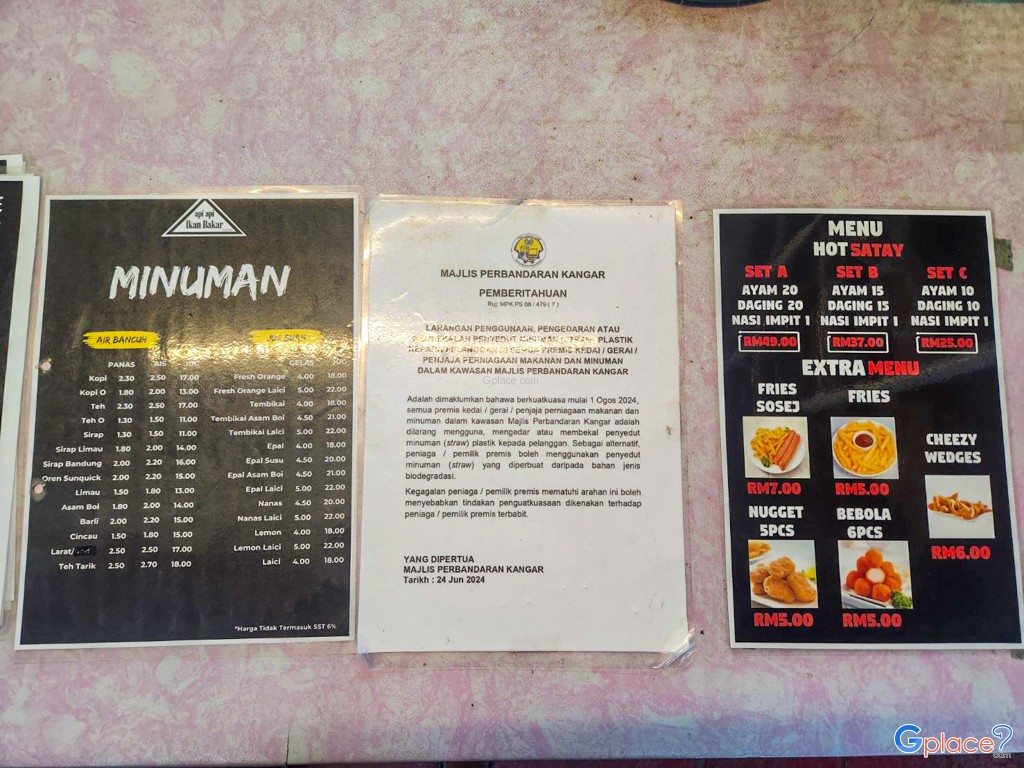 api api
Ikan Bakar
MINUMAN
AIR BANCUH
PANAS AIS JUG
Kopi 2.30 2.50 17.00
Kopi O 1.80 2.00 13.00
Teh 2.30 2.50 17.00
Teh O 1.30 1.50 11.00
Sirap 1.30 1.50 11.00
Sirap Limau 1.80 2.00 14.00
Sirap Bandung 2.00 2.20 16.00
Oren Sunquick 2.00 2.20 15.00
Limau 1.50 1.80 13.00
Asam Boi 1.80 2.00 14.00
Barli 2.00 2.20 15.00
Cincau 1.50 1.80 15.00
Larat/ 2.50 2.50 17.00
Teh Tarik 2.50 2.70 18.00
GELAS
Fresh Orange 4.00 18.00
Fresh Orange Laici 5.00 22.00
Tembikai 4.00 18.00
Tembikai Asam Boi 4.50 21.00
Tembikai Laici 5.00 22.00
Epal 4.00 18.00
Epal Susu 4.50 20.00
Epal Asam Boi 4.50 21.00
Epal Laici 5.00 22.00
Nanas 4.50 20.00
Nanas Laici 5.00 22.00
Lemon 4.00 18.00
Lemon Laici 5.00 22.00
Laici 4.00 18.00
*Harga Tidak Termasuk SST 6%
MAJLIS PERBANDARAN KANGAR
PEMBERITAHUAN
Ruj: MPK.PS 08 / 479 ( 7 )
LARANGAN PENGGUNAAN, PENGEDARAN ATAU
PENYEDUT MINUMAN PLASTIK
KEPADA PELANGGAN DI SEMUA PREMIS KEDAI / GERAI /
PENJAJA PERNIAGAAN MAKANAN DAN MINUMAN
DALAM KAWASAN MAJLIS PERBANDARAN KANGAR
Adalah dimaklumkan bahawa berkuatkuasa mulai 1 Ogos 2024,
semua premis kedai / gerai / penjaja perniagaan makanan dan
minuman dalam kawasan Majlis Perbandaran Kangar adalah
dilarang mengguna, mengedar atau membekal penyedut
minuman (straw) plastik kepada pelanggan. Sebagai alternatif,
peniaga / pemilik premis boleh menggunakan penyedut
minuman (straw) yang diperbuat daripada bahan jenis
biodegradasi.
Kegagalan peniaga / pemilik premis mematuhi arahan ini boleh
menyebabkan tindakan penguatkuasaan dikenakan terhadap
peniaga / pemilik premis terbabit.
YANG DIPERTUA
MAJLIS PERBANDARAN KANGAR
Tarikh : 24 Jun 2024
Gplace.com
MENU
HOT SATAY
SET A SET B SET C
AYAM 20 AYAM 15 AYAM 10
DAGING 20 DAGING 15 DAGING 10
NASI IMPIT 1 NASI IMPIT 1 NASI IMPIT 1
RM49.00 RM37.00 RM25.00
EXTRA MENU
FRIES
SOSEJ
RM7.00
FRIES
RM5.00
CHEEZY
WEDGES
RM6.00
NUGGET
5PCS
RM5.00
BEBOLA
6PCS
RM5.00
Gplace
.com